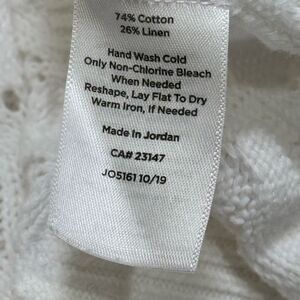 74% Cotton
26% Linen
Hand Wash Cold
Only Non-Chlorine Bleach
When Needed
Reshape, Lay Flat To Dry
Warm Iron, If Needed
Made in Jordan
CA# 23147
JO5161 10/19